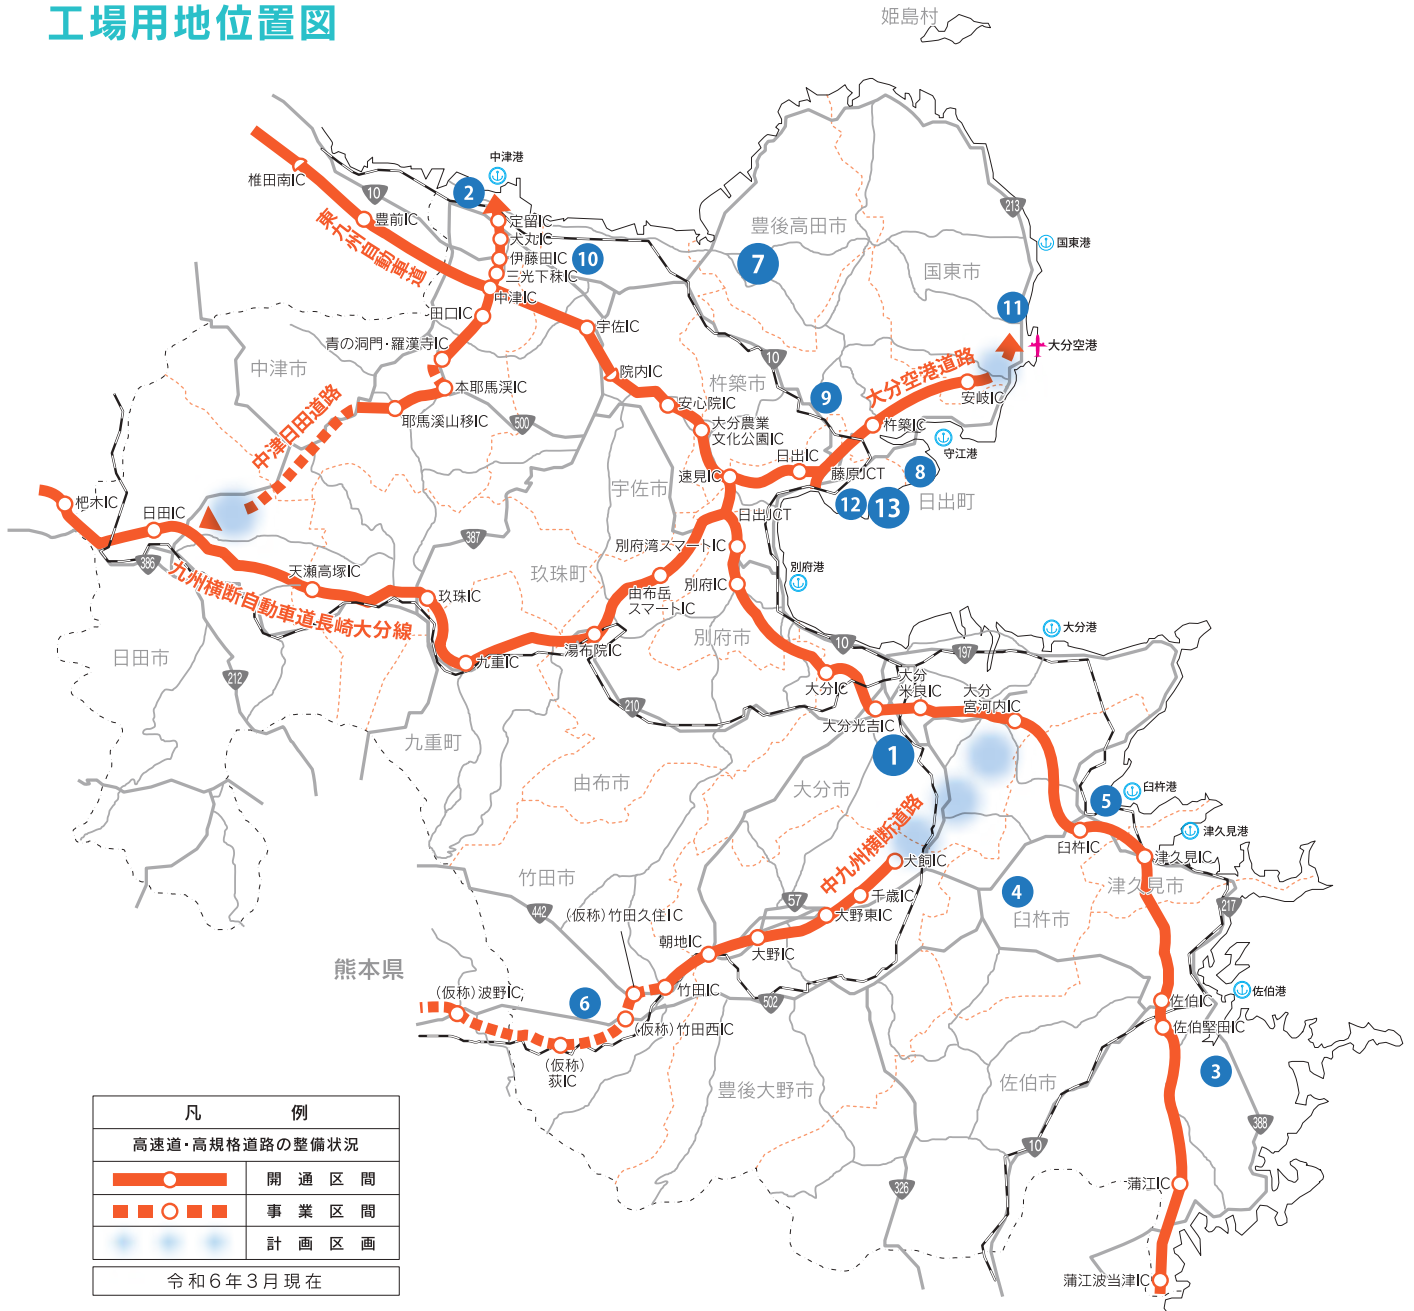 工場用地位置図
姫島村
中津港
椎田南IC
10
2
213
豊前IC
東九州自動車道
定留IC
犬丸IC
伊藤田IC
三光下秣IC
10
豊後高田市
7
国東港
国東市
中津IC
田口IC
11
宇佐IC
青の洞門・羅漢寺IC
大分空港
中津市
院内IC
10
本耶馬渓IC
杵築市
大分空港道路
安岐IC
耶馬溪山移IC
安心院IC
9
500
中津日田道路
大分農業
文化公園IC
杵築IC
守江港
日出IC
速見IC
藤原JCT
8
宇佐市
杷木IC
12
13
日出町
日田IC
日出JCT
387
別府湾スマートIC
386
天瀬高塚IC
玖珠町
別府港
九州横断自動車道長崎大分線
由布岳
スマートIC
別府IC
玖珠IC
別府市
大分港
10
197
日田市
湯布院IC
九重IC
212
大分IC
大分
米良IC
大分
宮河内IC
210
大分光吉IC
九重町
1
由布市
大分市
臼杵港
5
中九州横断道路
津久見港
臼杵IC
津久見IC
犬飼IC
竹田市
津久見市
4
千歳IC
57
臼杵市
217
442
(仮称)竹田久住IC
大野東IC
朝地IC
大野IC
熊本県
竹田IC
502
佐伯港
(仮称)波野IC
6
佐伯IC
(仮称)竹田西IC
佐伯堅田IC
(仮称)
荻IC
3
豊後大野市
佐伯市
凡例
388
高速道・高規格道路の整備状況
10
開通区間
326
蒲江IC
事業区間
計画区画
令和6年3月現在
蒲江波当津IC